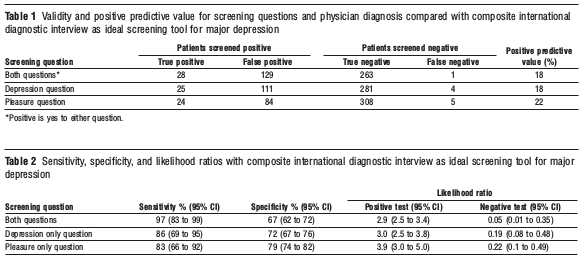 Table 1 Validity and positive predictive value for screening questions and physician diagnosis compared with composite international
diagnostic interview as ideal screening tool for major depression
Patients screened positive Patients screened negative Positive predictive
Screening question True positive False positive True negative False negative value (%)
Both questions* 28 129 263 1 18
Depression question 25 111 281 4 18
Pleasure question 24 84 308 5 22
*Positive is yes to either question.
Table 2 Sensitivity, specificity, and likelihood ratios with composite international diagnostic interview as ideal screening tool for major
depression
Likelihood ratio
Screening question Sensitivity % (95% CI) Specificity % (95% CI) Positive test (95% CI) Negative test (95% CI)
Both questions 97 (83 to 99) 67 (62 to 72) 2.9 (2.5 to 3.4) 0.05 (0.01 to 0.35)
Depression only question 86 (69 to 95) 72 (67 to 76) 3.0 (2.5 to 3.8) 0.19 (0.08 to 0.48)
Pleasure only question 83 (66 to 92) 79 (74 to 82) 3.9 (3.0 to 5.0) 0.22 (0.1 to 0.49)